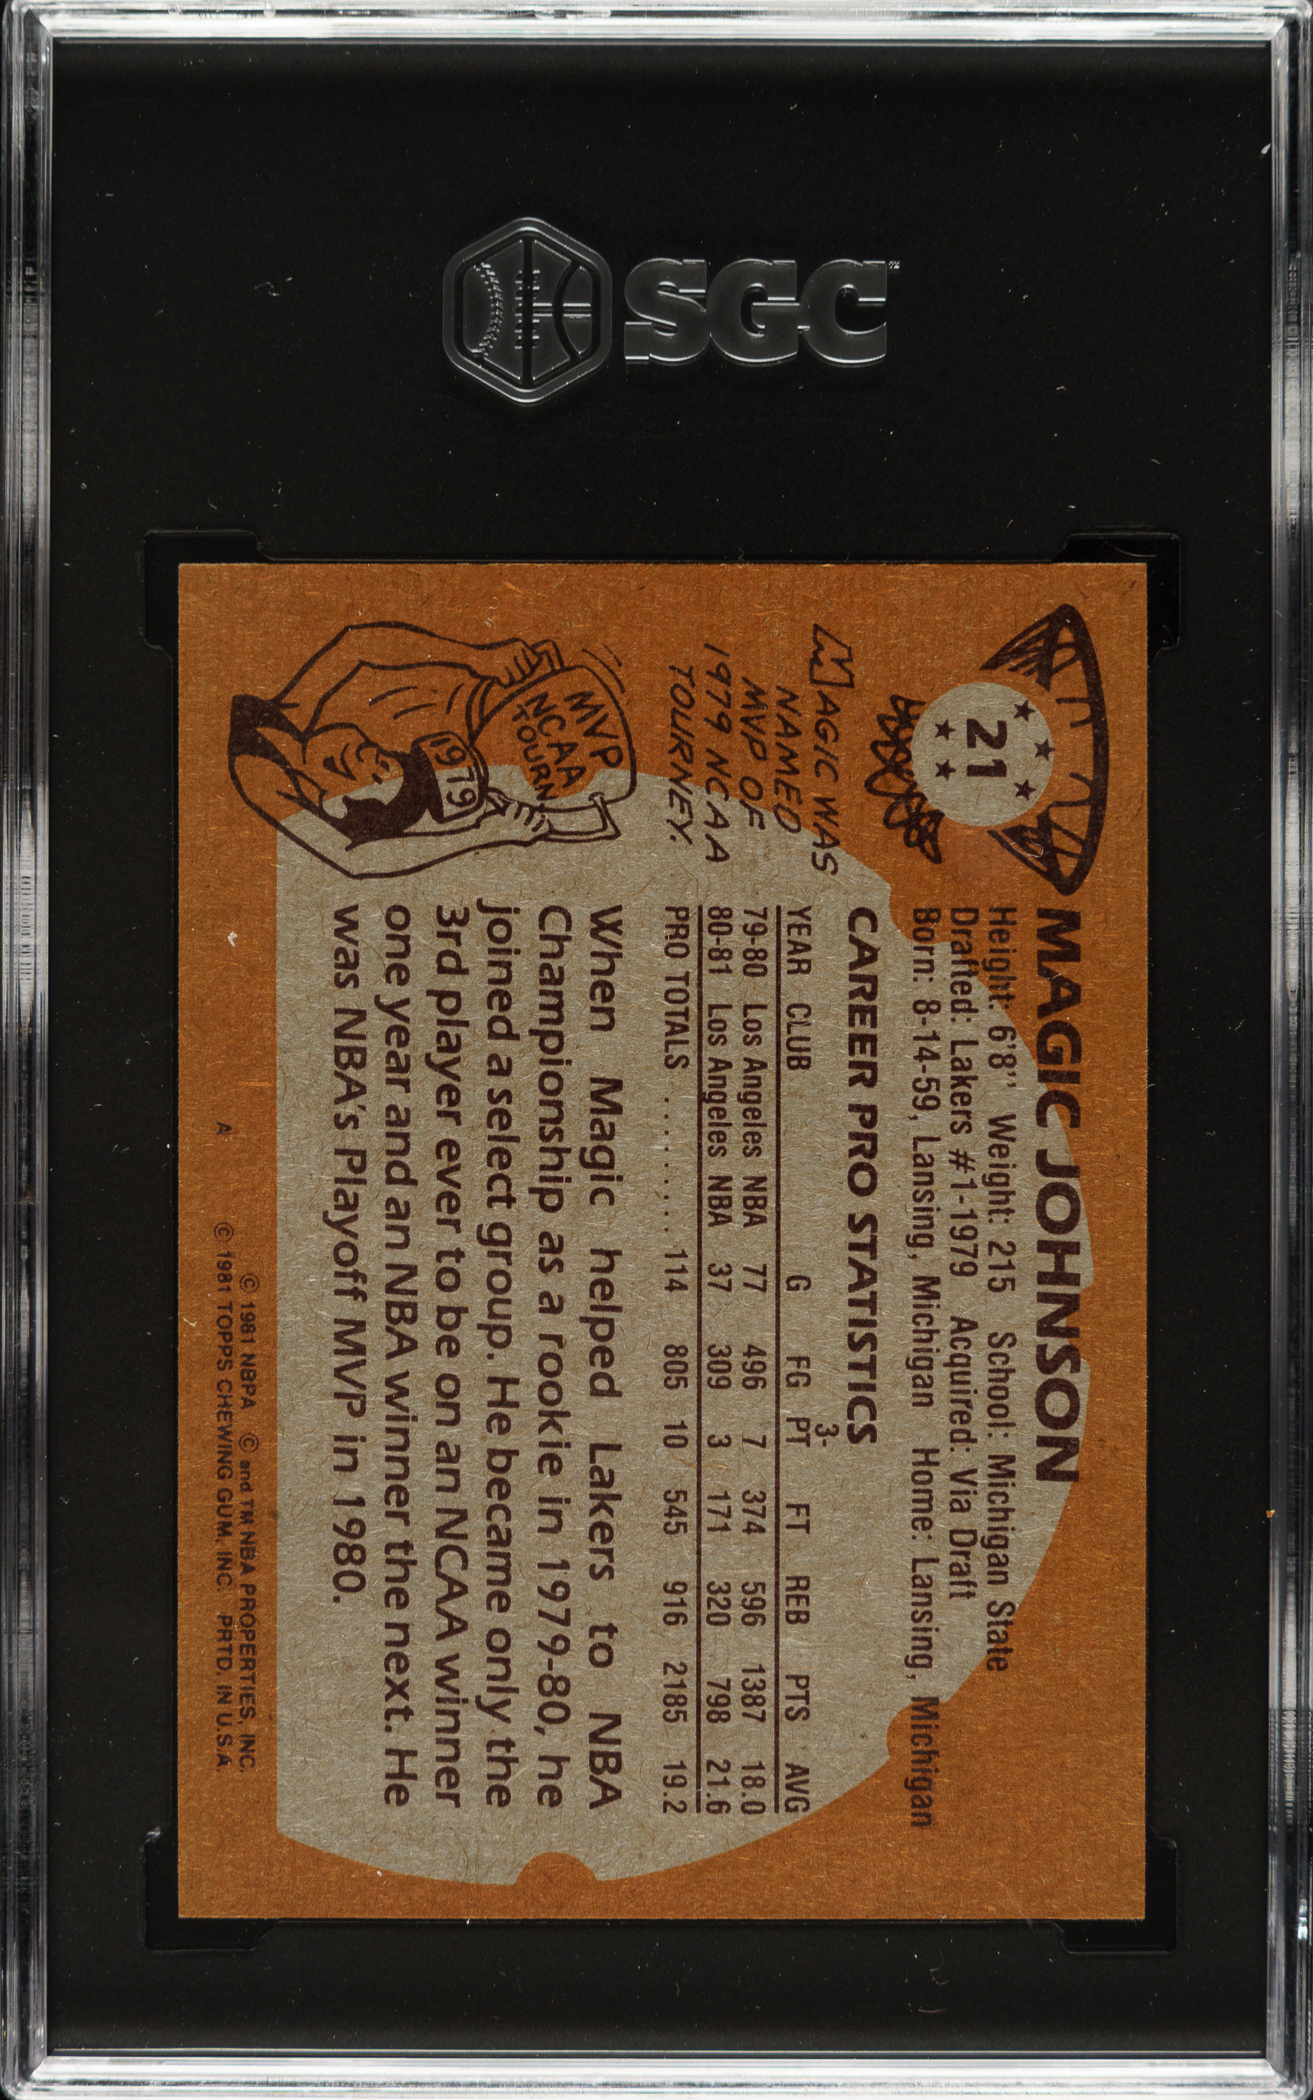 SGC
21
MAGIC JOHNSON
Height: 6'8" Weight: 215 School: Michigan State
Drafted: Lakers #1-1979 Acquired: Via Draft
Born: 8-14-59, Lansing, Michigan Home: Lansing, Michigan
MAGIC WAS
NAMED
MVP OF
1979 NCAA
TOURNEY.
MVP
NCAA
TOURN
1979
CAREER PRO STATISTICS
YEAR CLUB G FG 3-PT FT REB PTS AVG
79-80 Los Angeles NBA 77 496 7 374 596 1387 18.0
80-81 Los Angeles NBA 37 309 3 171 320 798 21.6
PRO TOTALS .......... 114 805 10 545 916 2185 19.2
When Magic helped Lakers to NBA
Championship as a rookie in 1979-80, he
joined a select group. He became only the
3rd player ever to be on an NCAA winner
one year and an NBA winner the next. He
was NBA's Playoff MVP in 1980.
© 1981 NBPA © and TM NBA PROPERTIES, INC.
A © 1981 TOPPS CHEWING GUM, INC. PRTD. IN U.S.A.